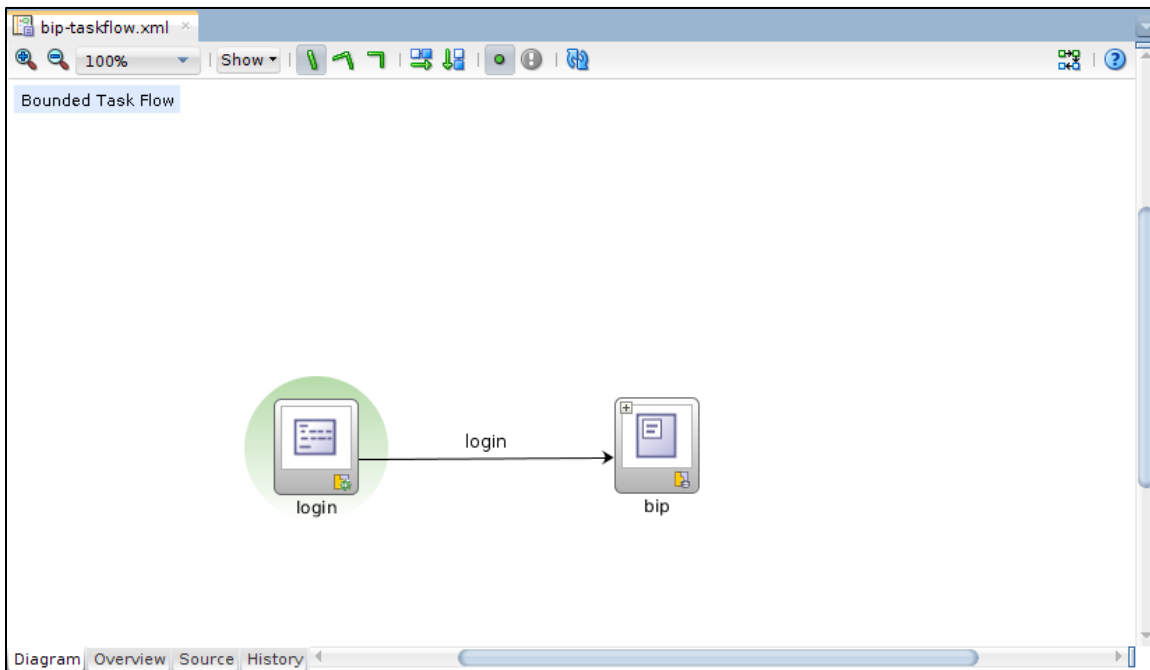 bip-taskflow.xml
100% Show
Bounded Task Flow
login
login
bip
Diagram Overview Source History